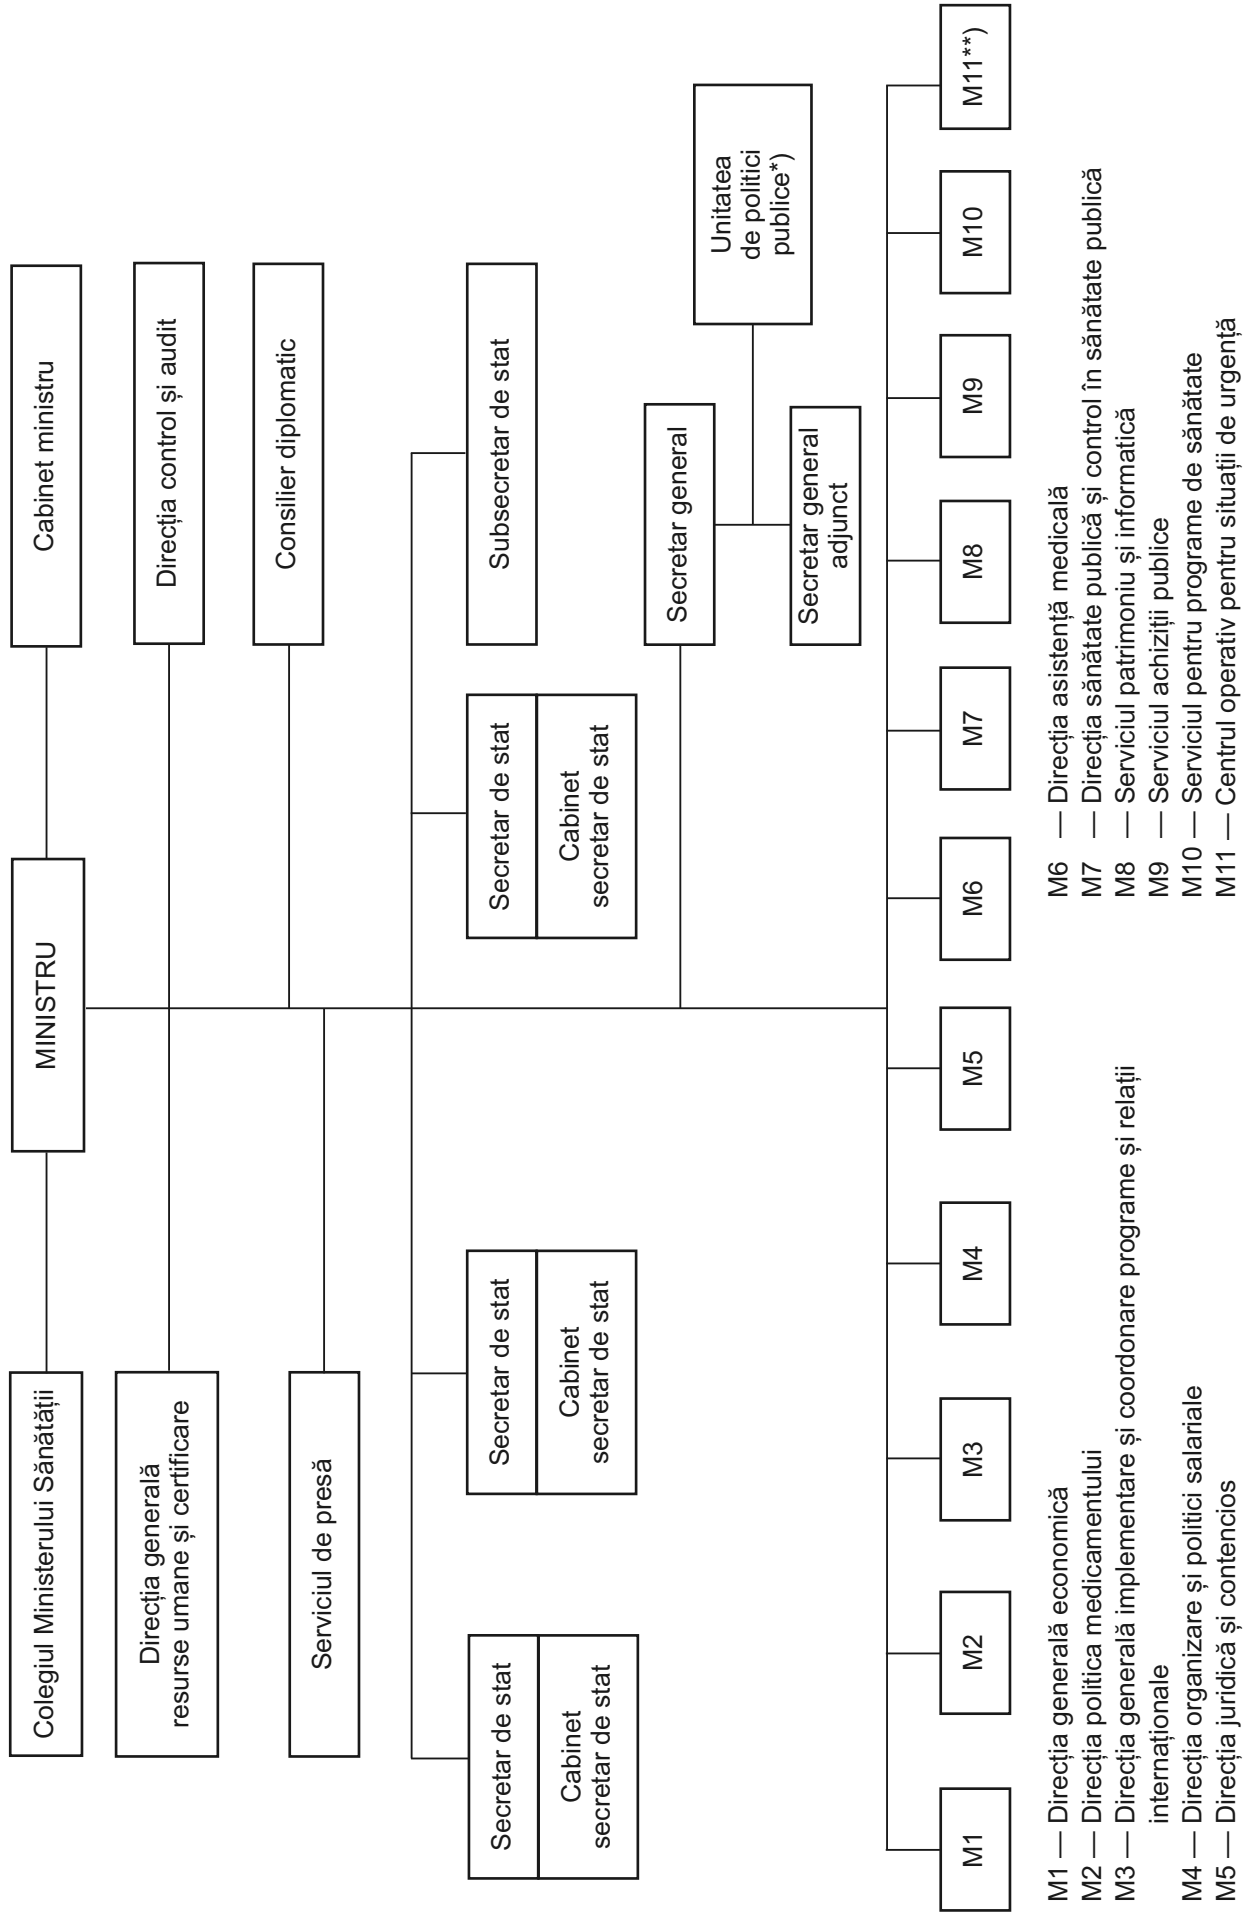 MINISTRU
Colegiul Ministerului Sănătății
Cabinet ministru
Direcția generală
resurse umane și certificare
Direcția control și audit
Serviciul de presă
Consilier diplomatic
Secretar de stat
Cabinet
secretar de stat
Secretar de stat
Cabinet
secretar de stat
Secretar de stat
Cabinet
secretar de stat
Subsecretar de stat
Secretar general
Secretar general
adjunct
Unitatea
de politici
publice*)
M1
M2
M3
M4
M5
M6
M7
M8
M9
M10
M11**)
M1 — Direcția generală economică
M2 — Direcția politica medicamentului
M3 — Direcția generală implementare și coordonare programe și relații
internaționale
M4 — Direcția organizare și politici salariale
M5 — Direcția juridică și contencios
M6 — Direcția asistență medicală
M7 — Direcția sănătate publică și control în sănătate publică
M8 — Serviciul patrimoniu și informatică
M9 — Serviciul achiziții publice
M10 — Serviciul pentru programe de sănătate
M11 — Centrul operativ pentru situații de urgență